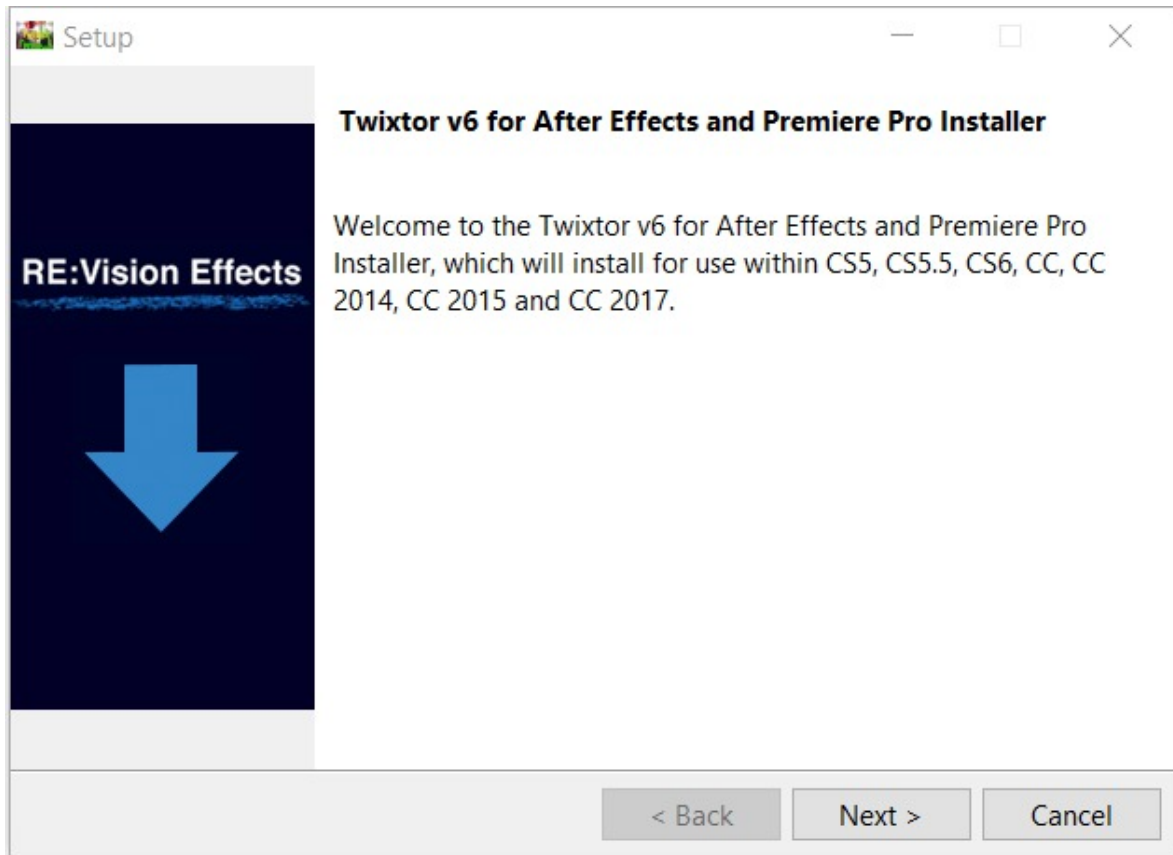 Setup
Twixtor v6 for After Effects and Premiere Pro Installer
RE:Vision Effects
Welcome to the Twixtor v6 for After Effects and Premiere Pro
Installer, which will install for use within CS5, CS5.5, CS6, CC, CC
2014, CC 2015 and CC 2017.
< Back
Next >
Cancel